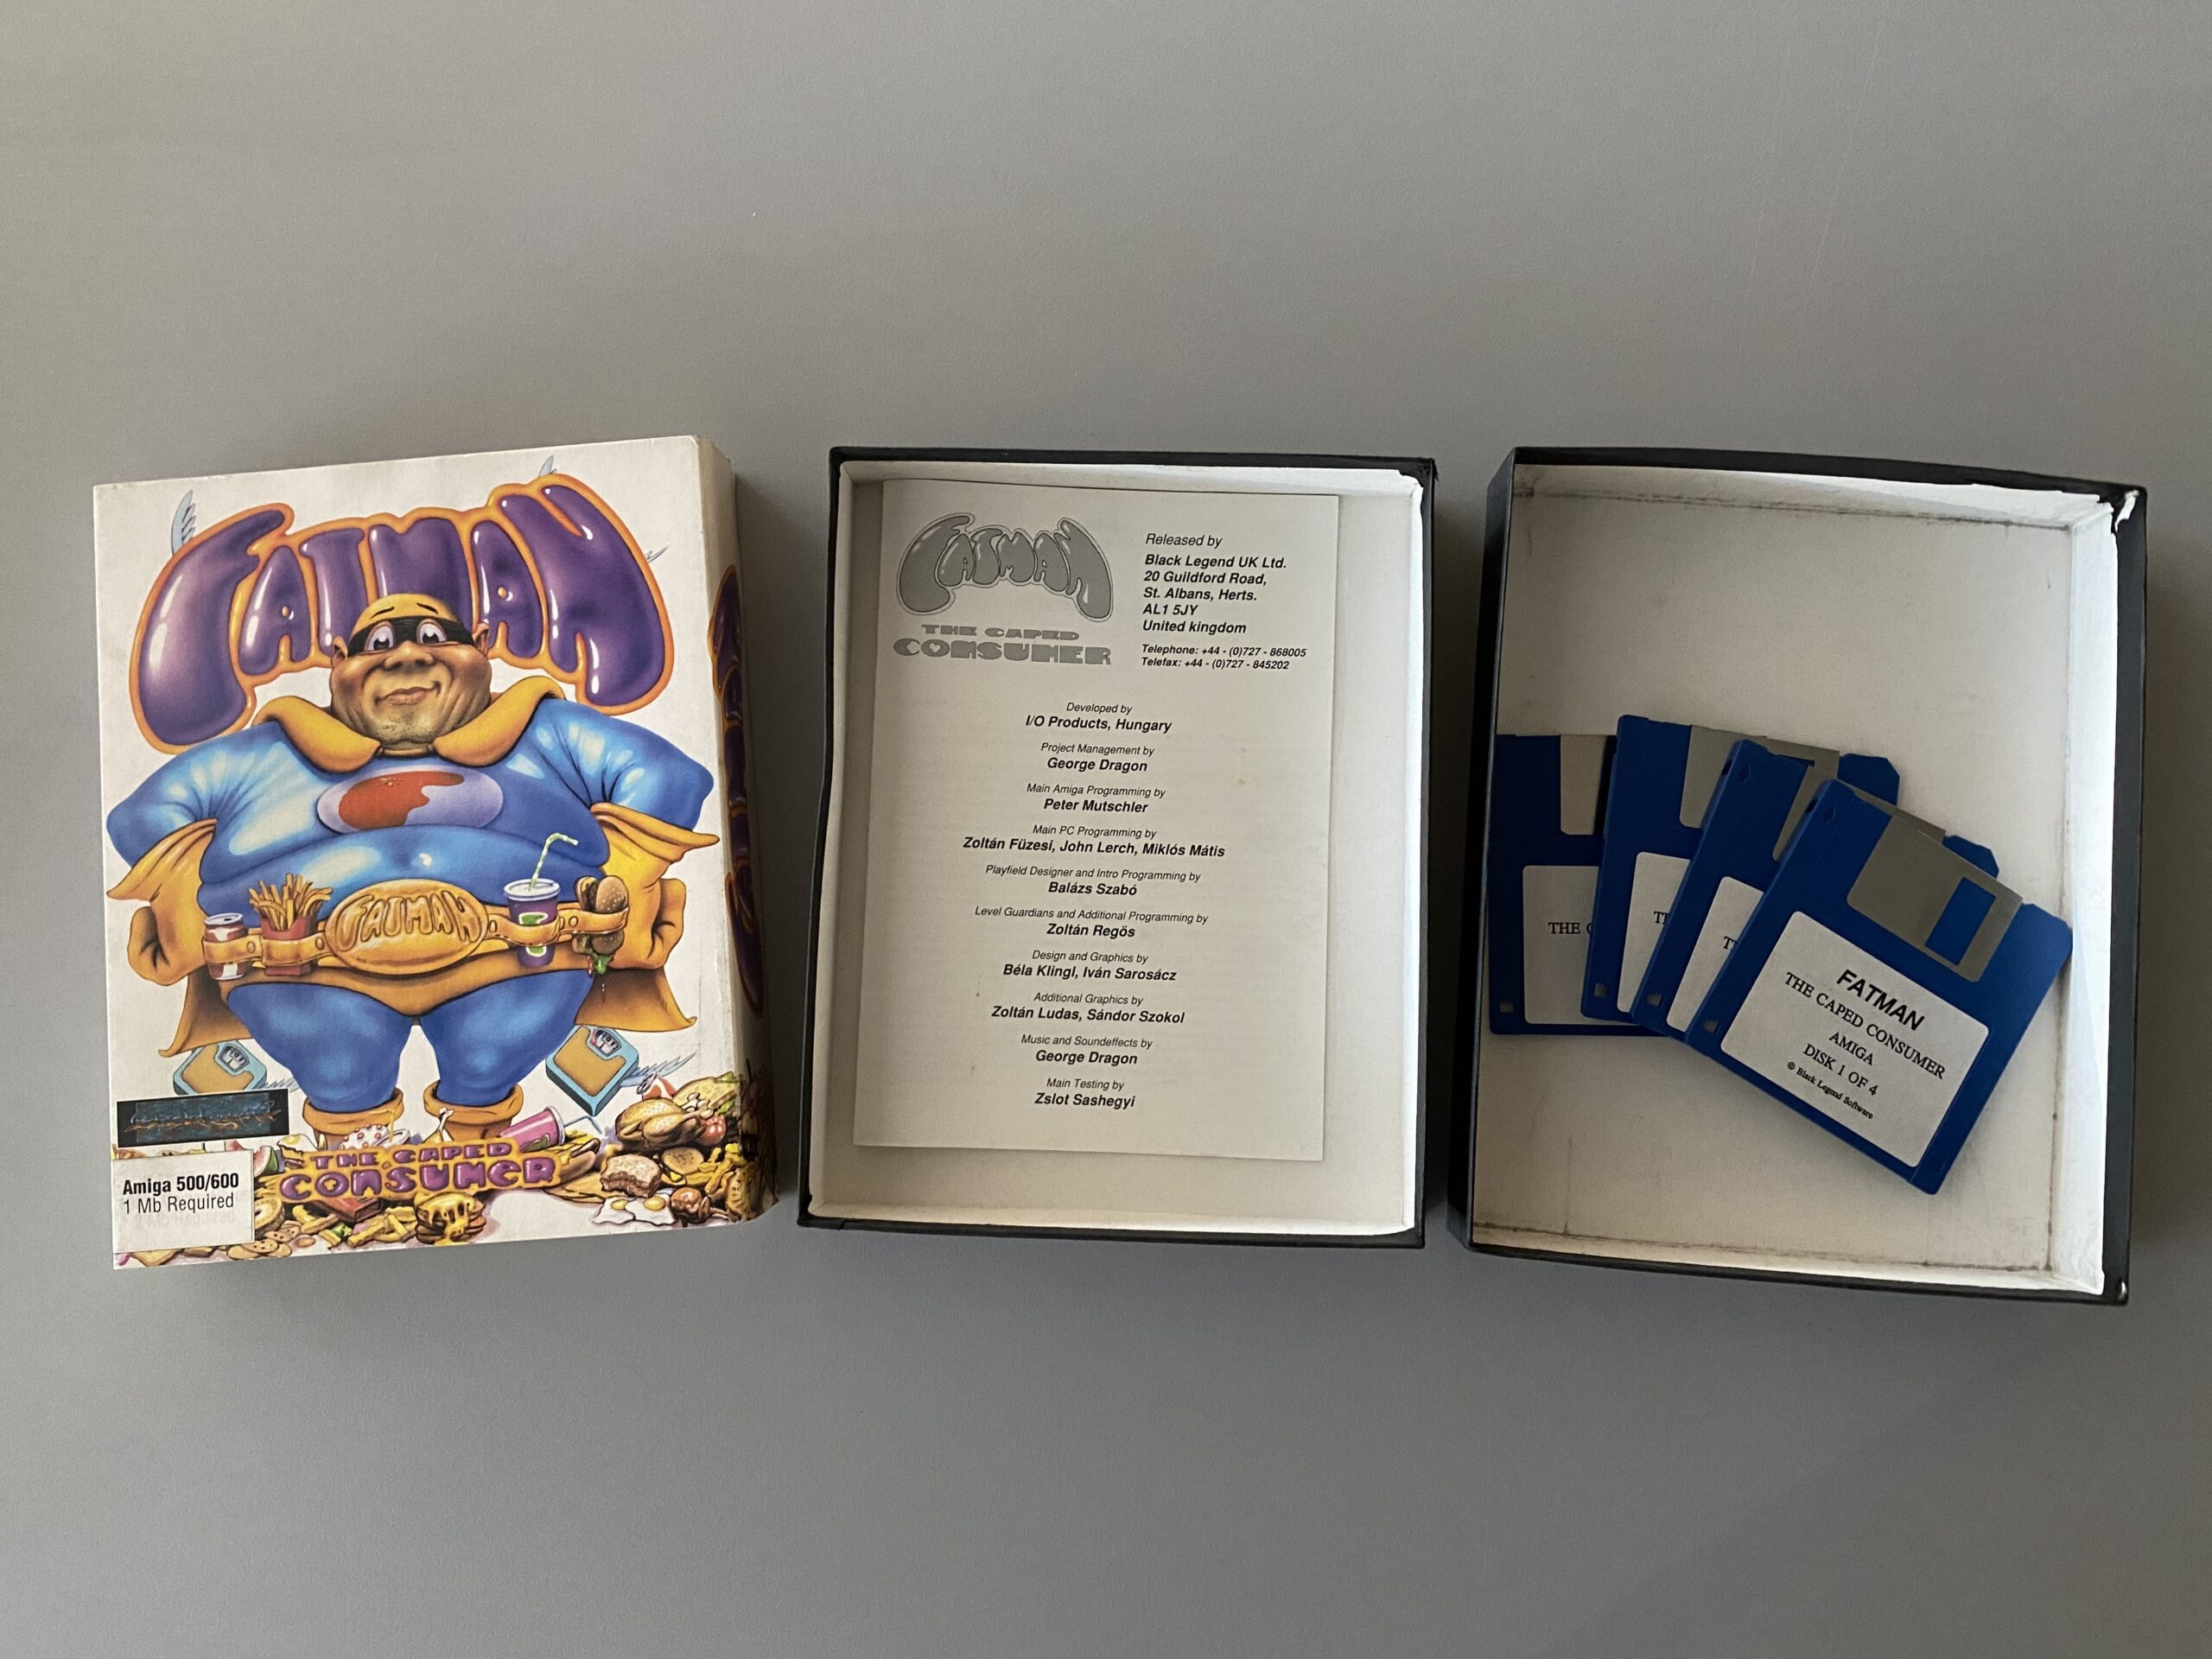 FATMAN
FATMAN
THE CAPED
CONSUMER
Amiga 500/600
1 Mb Required
FATMAN
THE CAPED
CONSUMER
Released by
Black Legend UK Ltd.
20 Guildford Road,
St. Albans, Herts.
AL1 5JY
United kingdom
Telephone: +44 - (0)727 - 868005
Telefax: +44 - (0)727 - 845202
Developed by
I/O Products, Hungary
Project Management by
George Dragon
Main Amiga Programming by
Peter Mutschler
Main PC Programming by
Zoltán Füzesi, John Lerch, Miklós Mátis
Playfield Designer and Intro Programming by
Balázs Szabó
Level Guardians and Additional Programming by
Zoltán Regös
Design and Graphics by
Béla Klingl, Iván Sarosácz
Additional Graphics by
Zoltán Ludas, Sándor Szokol
Music and Soundeffects by
George Dragon
Main Testing by
Zslot Sashegyi
THE
FATMAN
THE CAPED CONSUMER
AMIGA
DISK 1 OF 4
© Black Legend Software